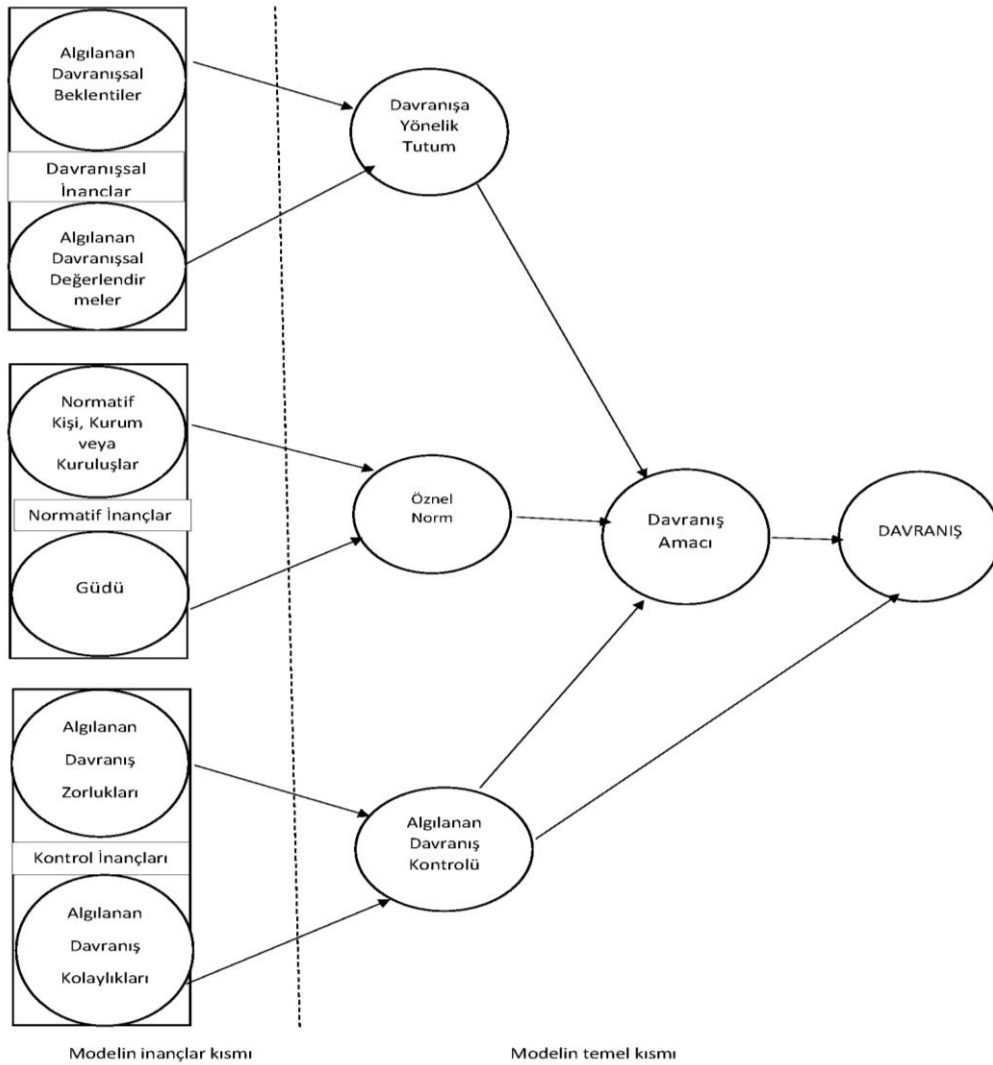 Algılanan
Davranışsal
Beklentiler
Davranışsal
İnançlar
Algılanan
Davranışsal
Değerlendir
meler
Davranışa
Yönelik
Tutum
Normatif
Kişi, Kurum
veya
Kuruluşlar
Normatif İnançlar
Güdü
Öznel
Norm
Davranış
Amacı
DAVRANIŞ
Algılanan
Davranış
Zorlukları
Kontrol İnançları
Algılanan
Davranış
Kolaylıkları
Algılanan
Davranış
Kontrolü
Modelin inançlar kısmı
Modelin temel kısmı